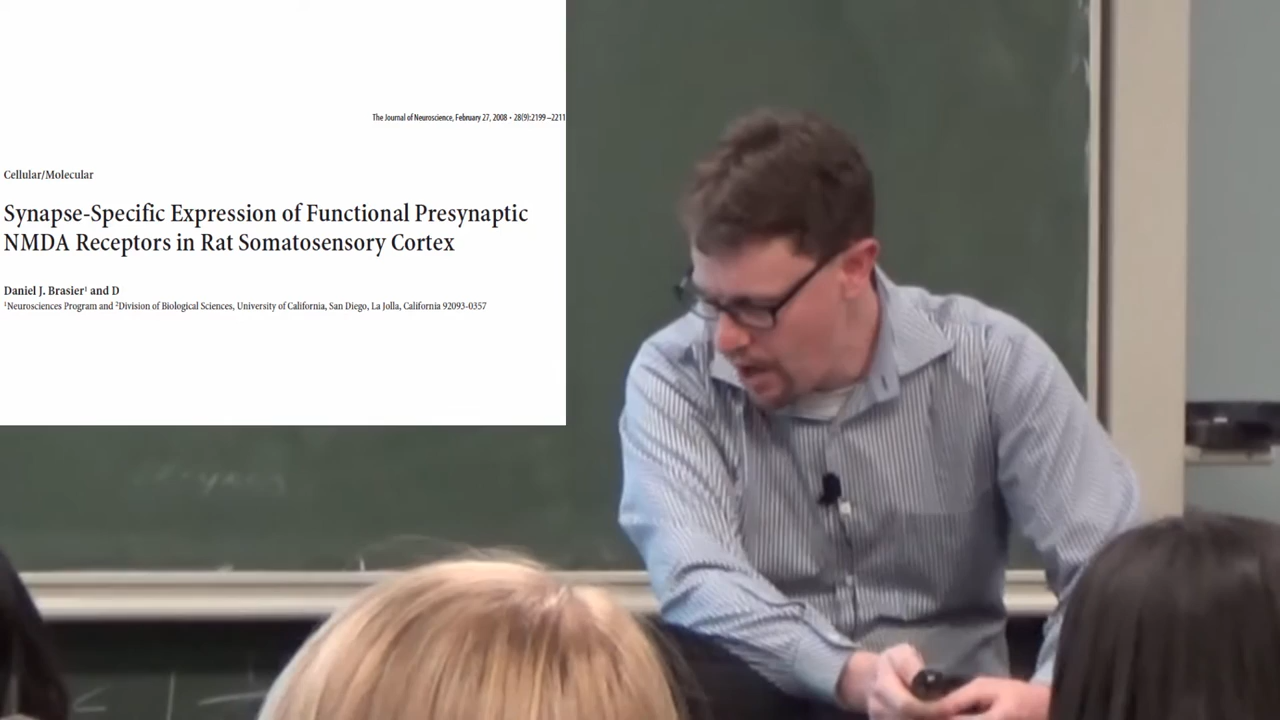 The Journal of Neuroscience, February 27, 2008 • 28(9):2199–2211
Cellular/Molecular
Synapse-Specific Expression of Functional Presynaptic
NMDA Receptors in Rat Somatosensory Cortex
Daniel J. Brasier¹ and D
¹Neurosciences Program and ²Division of Biological Sciences, University of California, San Diego, La Jolla, California 92093-0357